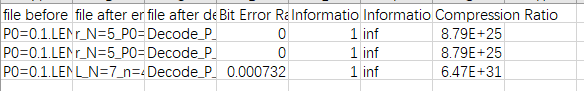 file before file after er file after de Bit Error Ra Informatio Informatio Compression Ratio
P0=0.1.LEN r_N=5_P0= Decode_P_ 0 1 inf 8.79E+25
P0=0.1.LEN r_N=5_P0= Decode_P_ 0 1 inf 8.79E+25
P0=0.1.LEN L_N=7_n=4 Decode_P_ 0.000732 1 inf 6.47E+31